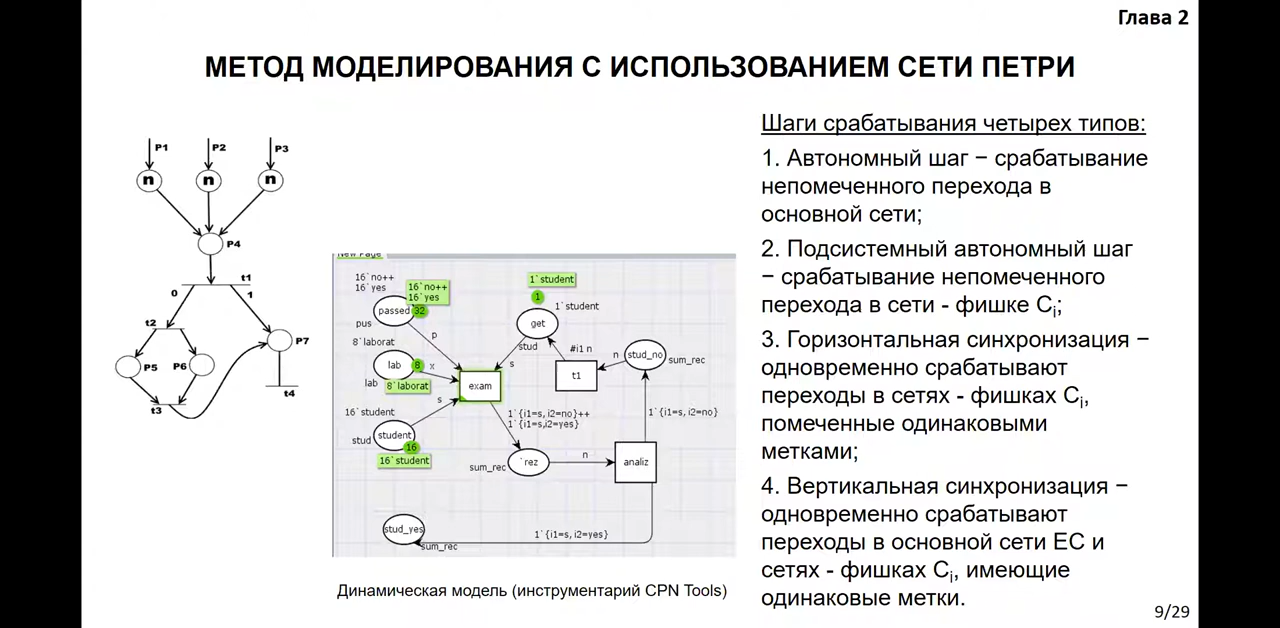 Глава 2
МЕТОД МОДЕЛИРОВАНИЯ С ИСПОЛЬЗОВАНИЕМ СЕТИ ПЕТРИ
P1
P2
P3
n
n
n
P4
t1
0
1
t2
P5
P6
P7
t3
t4
New Page
16`no++
16`yes
16`no++
16`yes
passed
32
pus
p
1`student
1
1`student
get
stud
s
#i1 n
t1
n
stud_no
sum_rec
8`laborat
lab
8
x
lab
8`laborat
exam
s
16`student
stud
student
16
16`student
1`{i1=s,i2=no}++
1`{i1=s,i2=yes}
1`{i1=s, i2=no}
sum_rec
`rez
n
analiz
stud_yes
sum_rec
1`{i1=s, i2=yes}
Динамическая модель (инструментарий CPN Tools)
Шаги срабатывания четырех типов:
1. Автономный шаг − срабатывание
непомеченного перехода в
основной сети;
2. Подсистемный автономный шаг
− срабатывание непомеченного
перехода в сети - фишке Ci;
3. Горизонтальная синхронизация −
одновременно срабатывают
переходы в сетях - фишках Ci,
помеченные одинаковыми
метками;
4. Вертикальная синхронизация −
одновременно срабатывают
переходы в основной сети ЕС и
сетях - фишках Ci, имеющие
одинаковые метки.
9/29